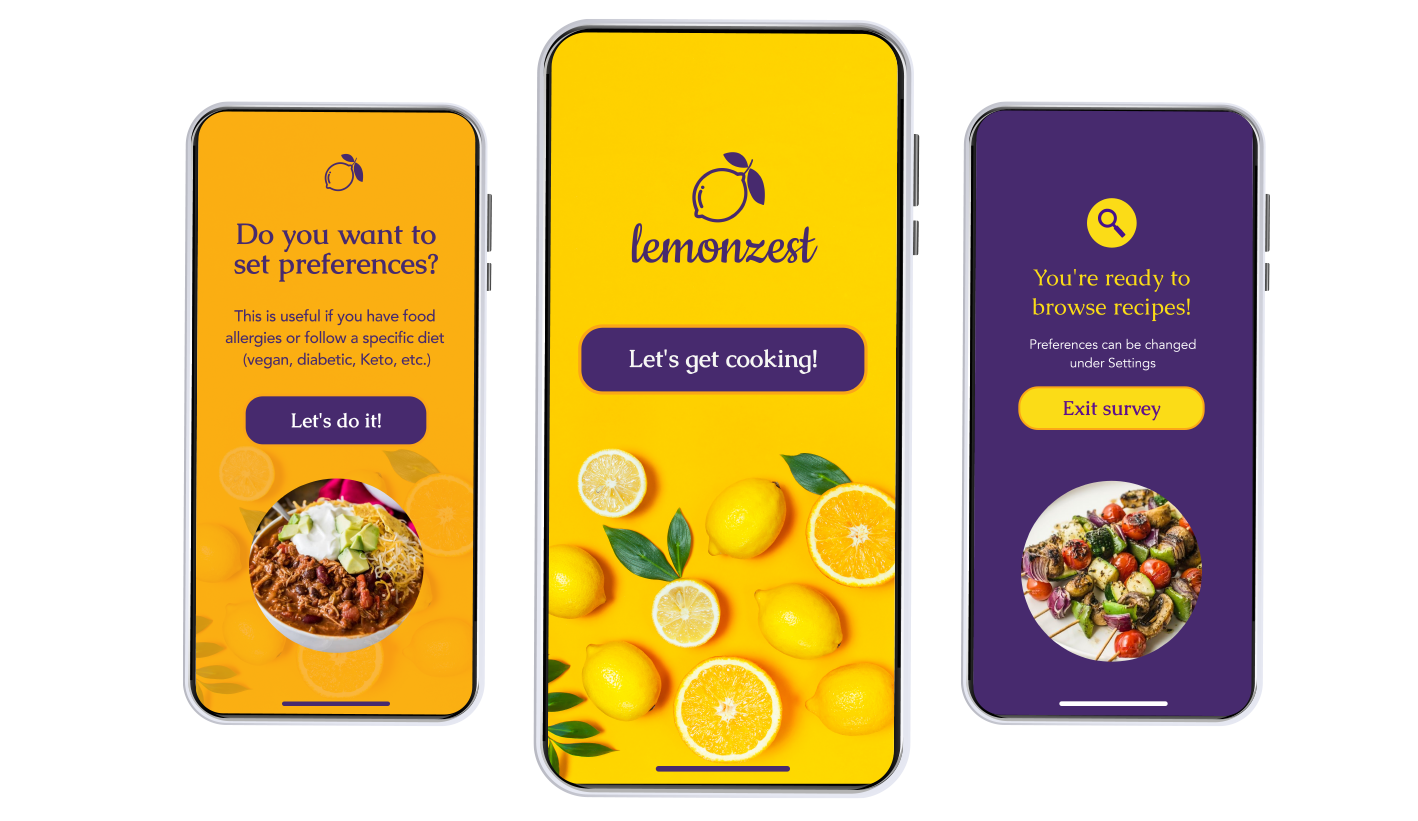 Do you want to
set preferences?
This is useful if you have food
allergies or follow a specific diet
(vegan, diabetic, Keto, etc.)
Let's do it!
lemonzest
Let's get cooking!
You're ready to
browse recipes!
Preferences can be changed
under Settings
Exit survey